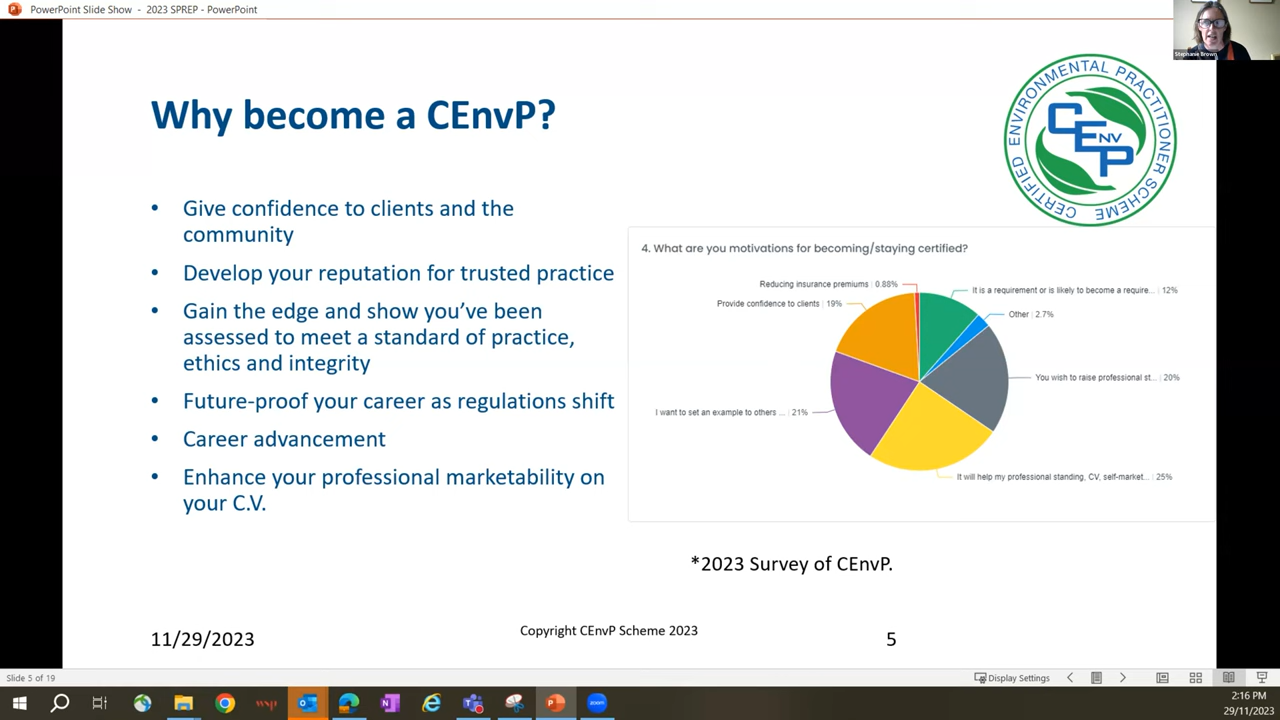 PowerPoint Slide Show - 2023 SPREP - PowerPoint
Stephanie Brown
Why become a CEnvP?
CERTIFIED ENVIRONMENTAL PRACTITIONER SCHEME
CENVP
• Give confidence to clients and the
community
• Develop your reputation for trusted practice
• Gain the edge and show you’ve been
assessed to meet a standard of practice,
ethics and integrity
• Future-proof your career as regulations shift
• Career advancement
• Enhance your professional marketability on
your C.V.
4. What are you motivations for becoming/staying certified?
Reducing insurance premiums | 0.88%
It is a requirement or is likely to become a require... | 12%
Provide confidence to clients | 19%
Other | 2.7%
You wish to raise professional st... | 20%
I want to set an example to others ... | 21%
It will help my professional standing, CV, self-market... | 25%
*2023 Survey of CEnvP.
11/29/2023
Copyright CEnvP Scheme 2023
5
Slide 5 of 19
Display Settings
wsp
zoom
2:16 PM
29/11/2023